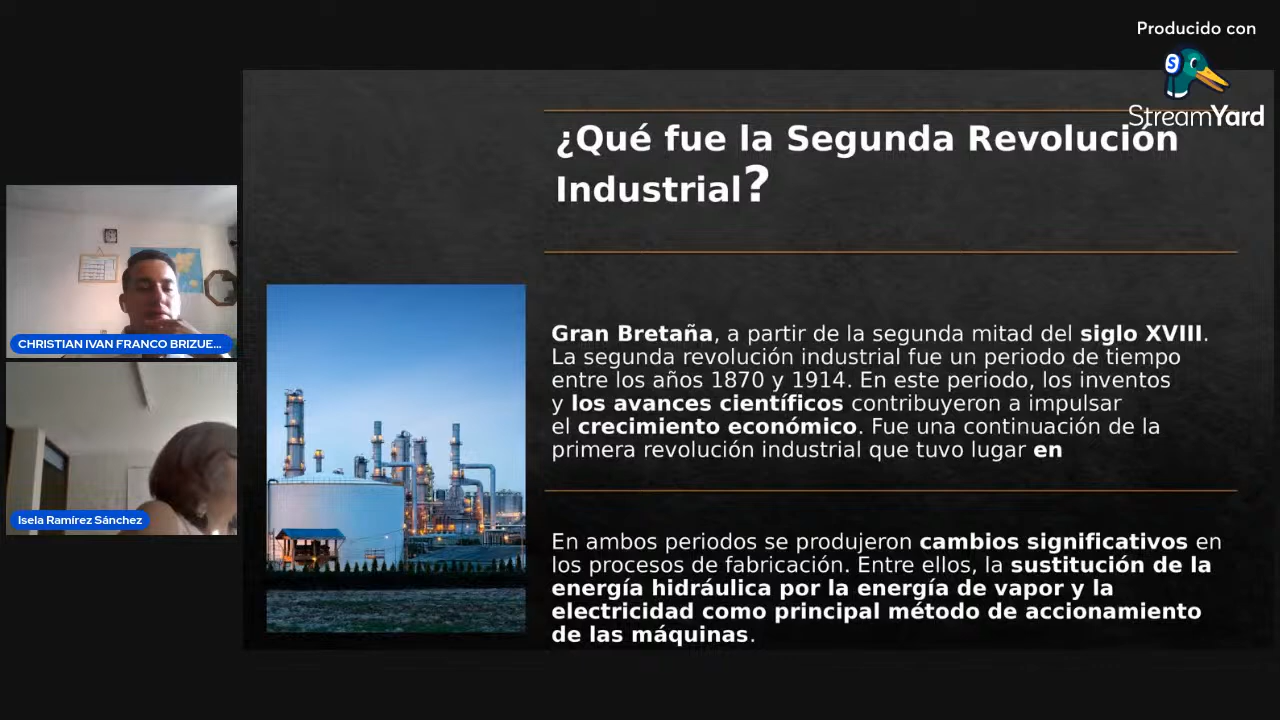 Producido con
StreamYard
¿Qué fue la Segunda Revolución
Industrial?
Gran Bretaña, a partir de la segunda mitad del siglo XVIII.
La segunda revolución industrial fue un periodo de tiempo
entre los años 1870 y 1914. En este periodo, los inventos
y los avances científicos contribuyeron a impulsar
el crecimiento económico. Fue una continuación de la
primera revolución industrial que tuvo lugar en
En ambos periodos se produjeron cambios significativos en
los procesos de fabricación. Entre ellos, la sustitución de la
energía hidráulica por la energía de vapor y la
electricidad como principal método de accionamiento
de las máquinas.
CHRISTIAN IVAN FRANCO BRIZUE...
Isela Ramírez Sánchez